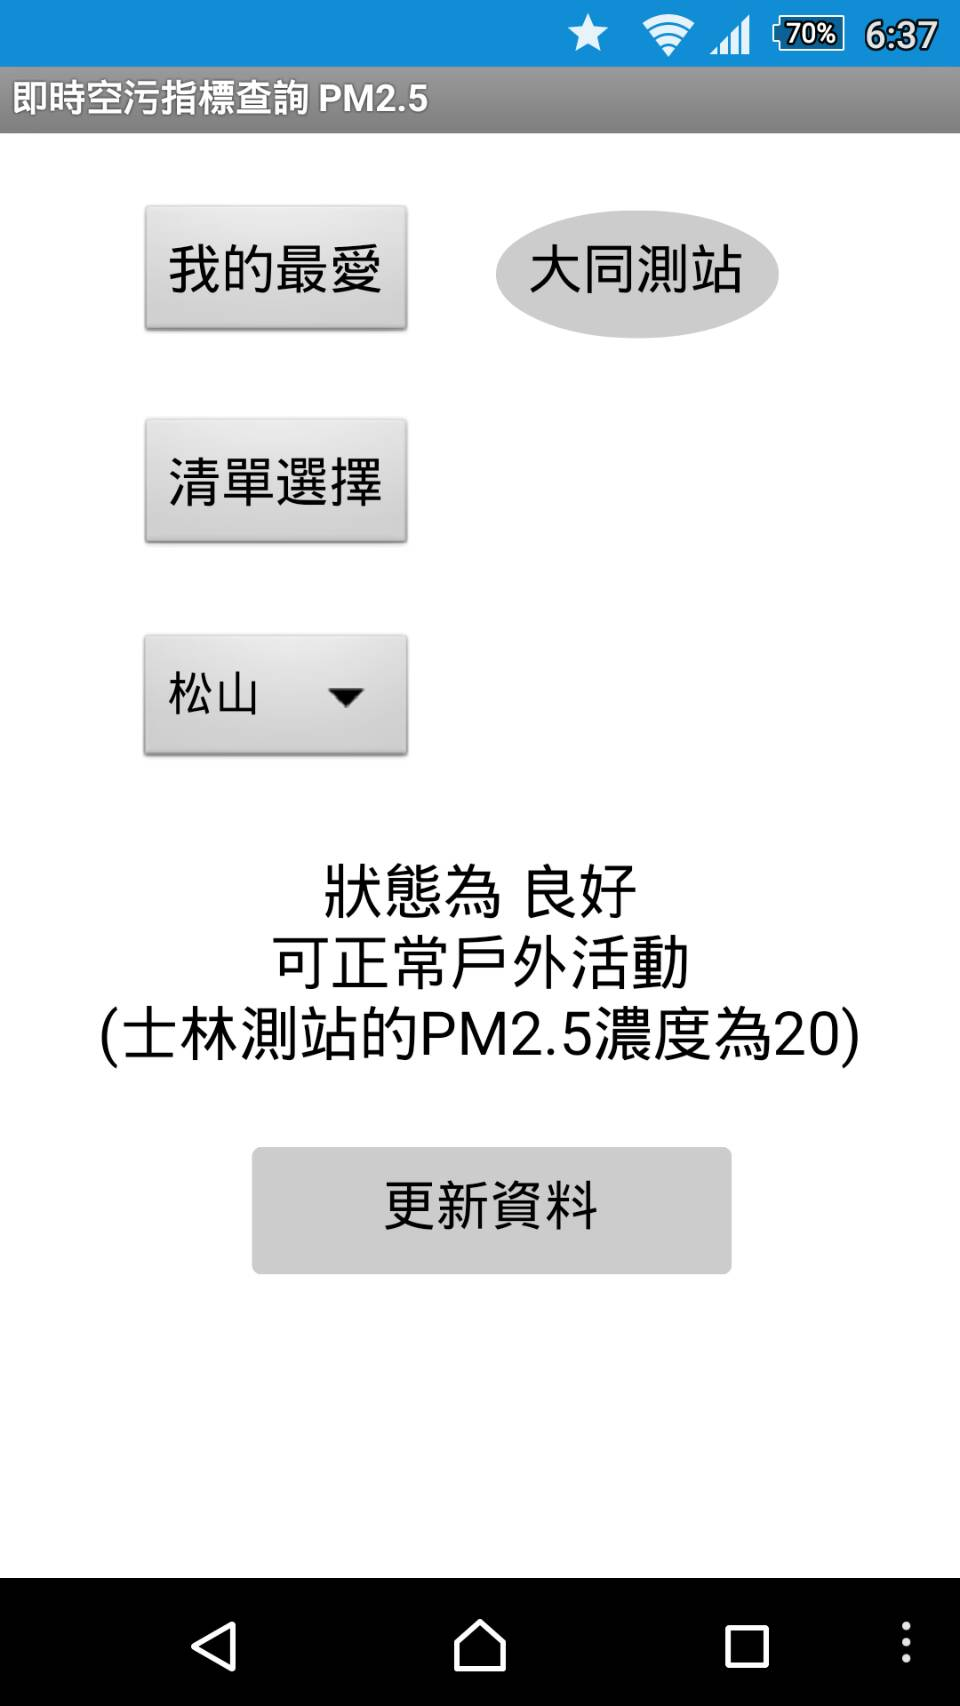 70% 6:37
即時空污指標查詢 PM2.5
我的最愛
大同測站
清單選擇
松山
狀態為 良好
可正常戶外活動
(士林測站的PM2.5濃度為20)
更新資料